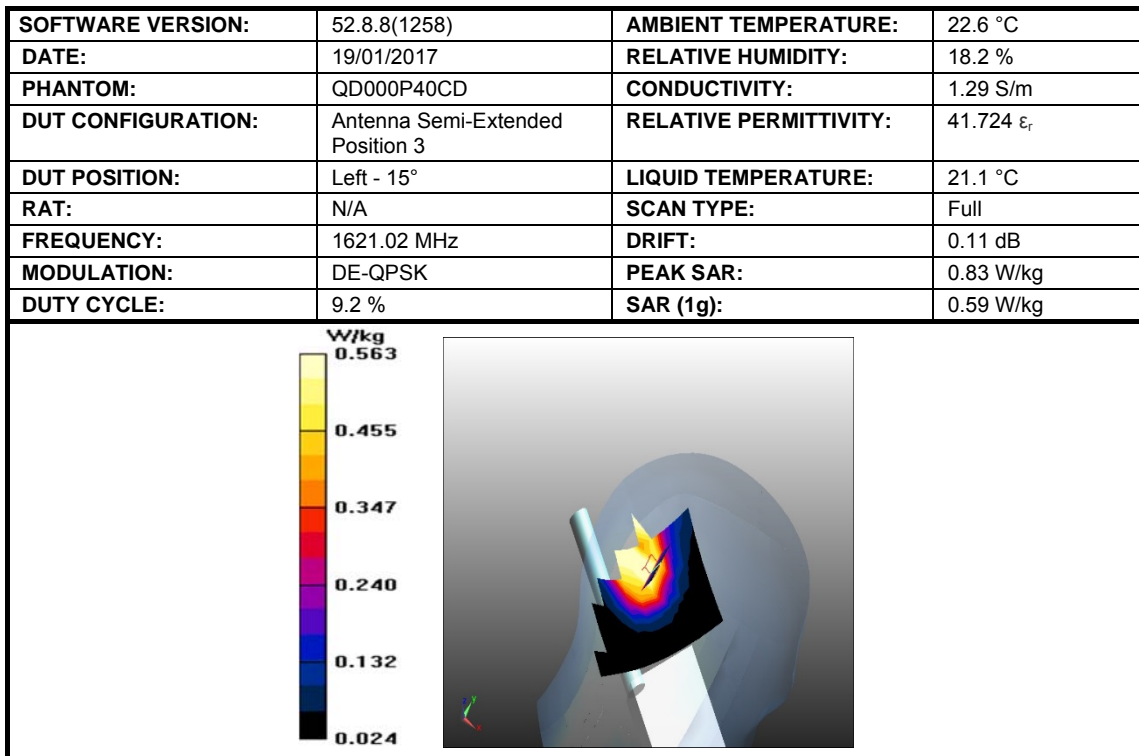 SOFTWARE VERSION: 52.8.8(1258) AMBIENT TEMPERATURE: 22.6 °C
DATE: 19/01/2017 RELATIVE HUMIDITY: 18.2 %
PHANTOM: QD000P40CD CONDUCTIVITY: 1.29 S/m
DUT CONFIGURATION: Antenna Semi-Extended RELATIVE PERMITTIVITY: 41.724 εr
Position 3
DUT POSITION: Left - 15° LIQUID TEMPERATURE: 21.1 °C
RAT: N/A SCAN TYPE: Full
FREQUENCY: 1621.02 MHz DRIFT: 0.11 dB
MODULATION: DE-QPSK PEAK SAR: 0.83 W/kg
DUTY CYCLE: 9.2 % SAR (1g): 0.59 W/kg
W/kg
0.563
0.455
0.347
0.240
0.132
0.024
z y
x